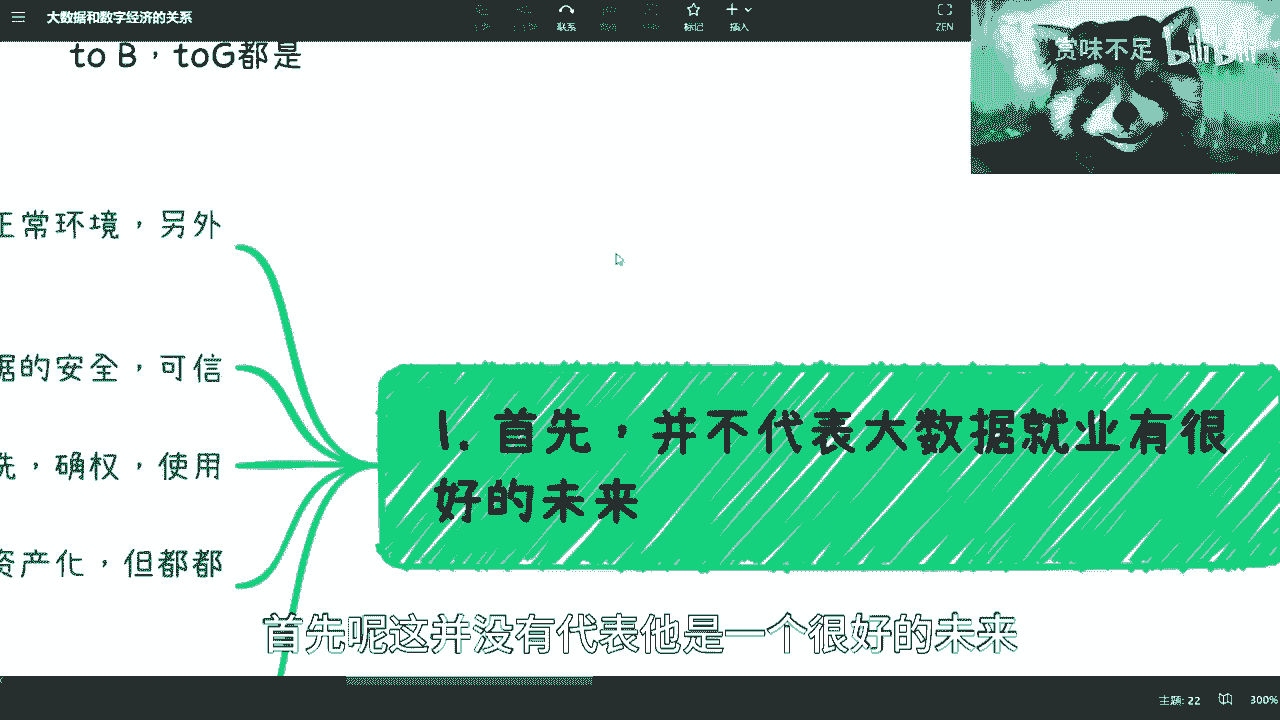 大数据和数字经济的关系
联系
标记
插入
ZEN
赏味不足 bilibili
to B，toG都是
正常环境，另外
据的安全，可信
洗，确权，使用
资产化，但都都
1. 首先，并不代表大数据就业有很
好的未来
首先呢这并没有代表他是一个很好的未来
主题: 22
300%